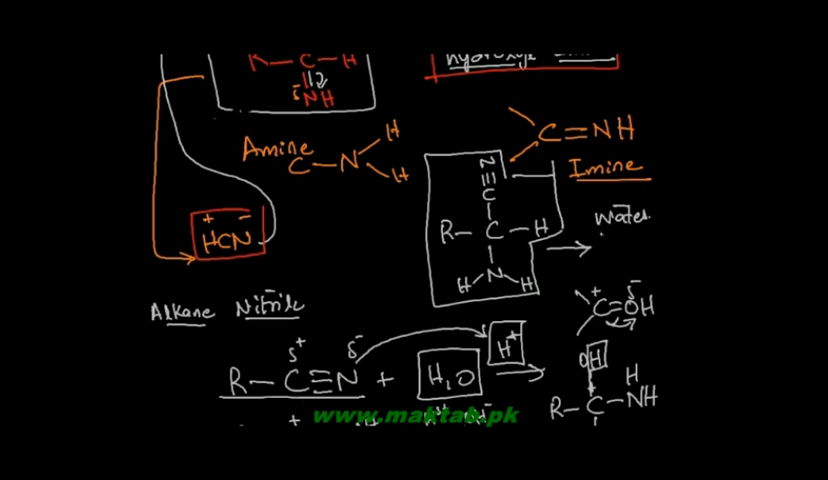 R—C—H
NH
Amine
C—N
H
H
C=NH
Imine
N≡C
R—C—H
H N H
Water
+ −
HCN
Alkane Nitrile
δ+ δ−
R—C≡N + H₂O
H+
C=OH
OH
H
R—C—NH
www.maktab.pk